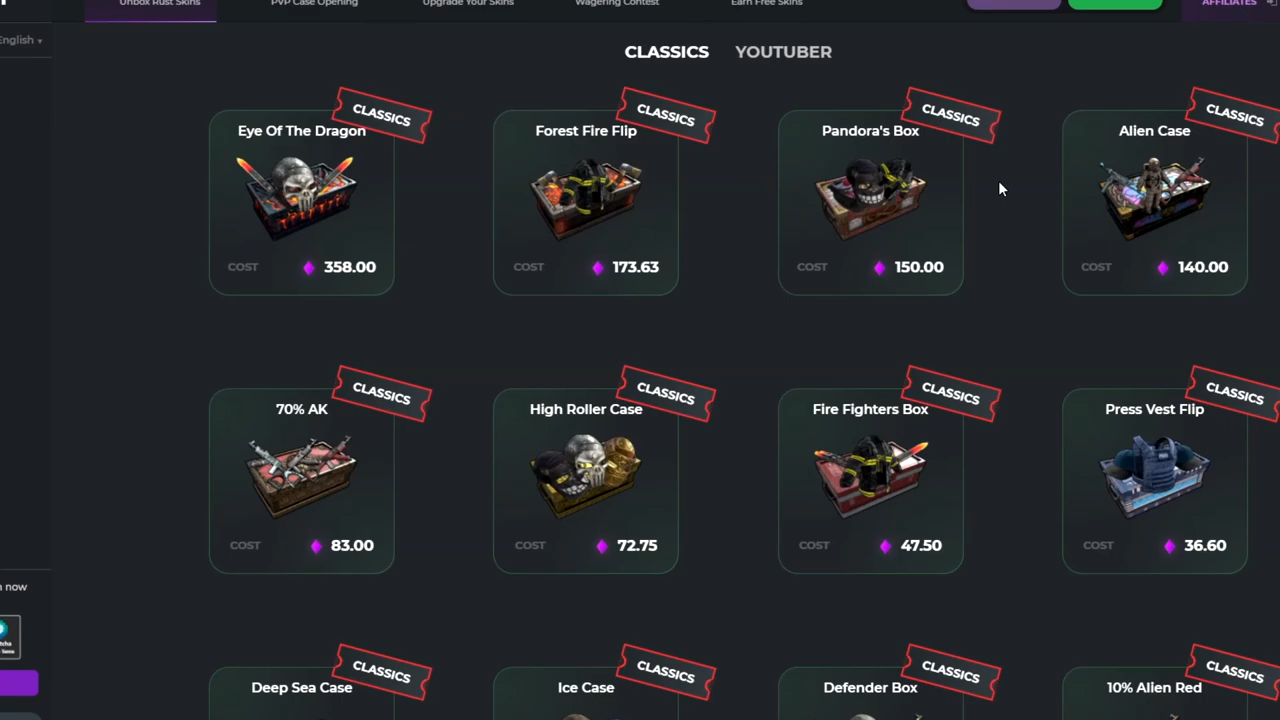 Unbox Rust Skins
PvP Case Opening
Upgrade Your Skins
Wagering Contest
Earn Free Skins
AFFILIATES
English
CLASSICS YOUTUBER
CLASSICS
Eye Of The Dragon
COST 358.00
CLASSICS
Forest Fire Flip
COST 173.63
CLASSICS
Pandora's Box
COST 150.00
CLASSICS
Alien Case
COST 140.00
CLASSICS
70% AK
COST 83.00
CLASSICS
High Roller Case
COST 72.75
CLASSICS
Fire Fighters Box
COST 47.50
CLASSICS
Press Vest Flip
COST 36.60
now
CLASSICS
Deep Sea Case
CLASSICS
Ice Case
CLASSICS
Defender Box
CLASSICS
10% Alien Red